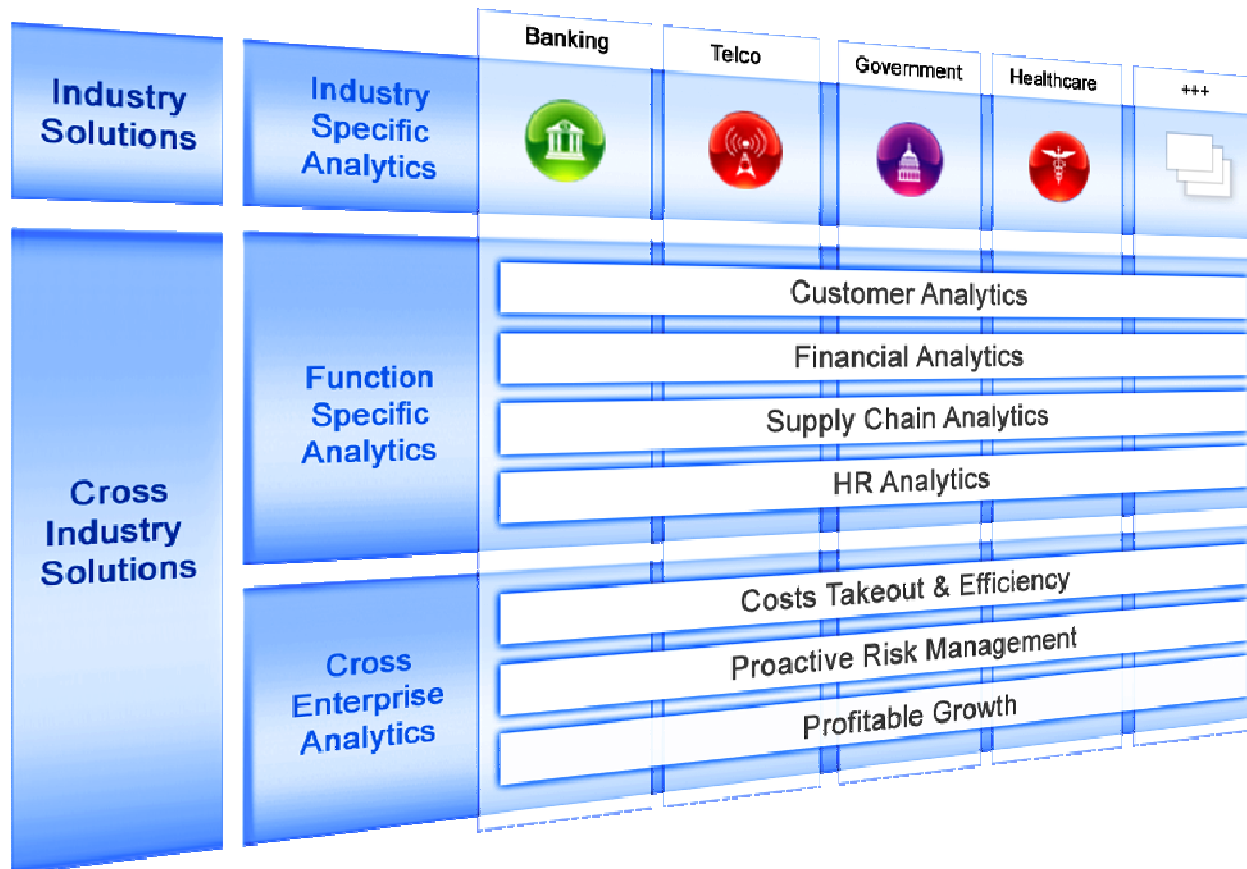 Industry
Solutions
Industry
Specific
Analytics
Banking
Telco
Government
Healthcare
+++
Cross
Industry
Solutions
Function
Specific
Analytics
Customer Analytics
Financial Analytics
Supply Chain Analytics
HR Analytics
Cross
Enterprise
Analytics
Costs Takeout & Efficiency
Proactive Risk Management
Profitable Growth